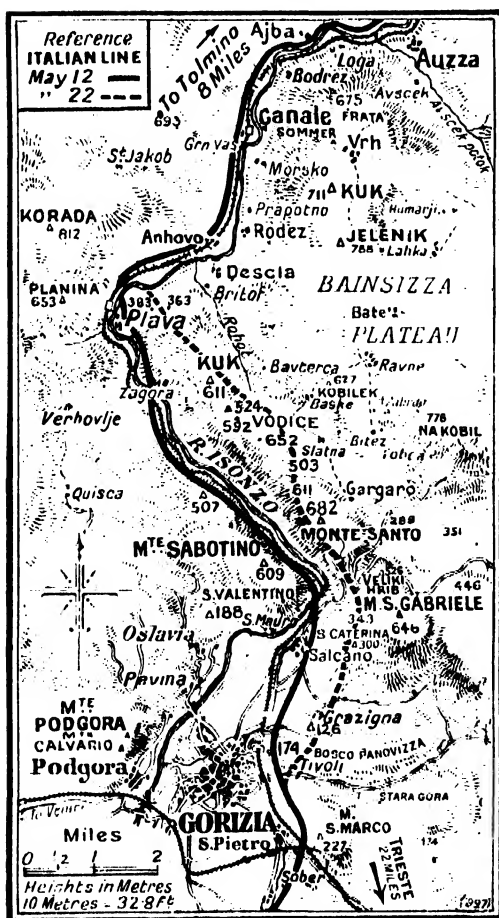 Reference
ITALIAN LINE
May 12
" 22
To Tolmino
8 Miles
Ajba
Auzza
Loga
Bodrez
Avscek
693
675
Canale
FRATA
SOMMER
Vrh
Grn Vas
St Jakob
Morsko
711 KUK
KORADA
812
Prapotno
Humarji
Anhovo
Rodez
JELENIK
788
Lahka
Descla
PLANINA
653
Britof
BAINSIZZA
383
363
Plava
Rohot
Bate
PLATEAU
KUK
611
Bavterca
Ravne
627
KOBILEK
Zagora
524
Baske
592
VODICE
652
778
NA KOBIL
Verhovlje
Slatna
Bitez
503
R. ISONZO
611
Gargaro
Quisca
507
682
MONTE SANTO
351
MTE SABOTINO
609
VELIKI
HRIB
446
S. VALENTINO
188
M.S. GABRIELE
S. Mauro
343
646
Oslavia
S CATERINA
300
Salcano
Pevina
MTE
PODGORA
Grazigna
126
MTE
CALVARIO
174
BOSCO PANOVIZZA
Podgora
Tivoli
STARA GORA
Miles
GORIZIA
M.
S. MARCO
S. Pietro
227
0 ½ 1 2
TRIESTE
22 MILES
Heights in Metres
Sober
10 Metres - 32·8 ft